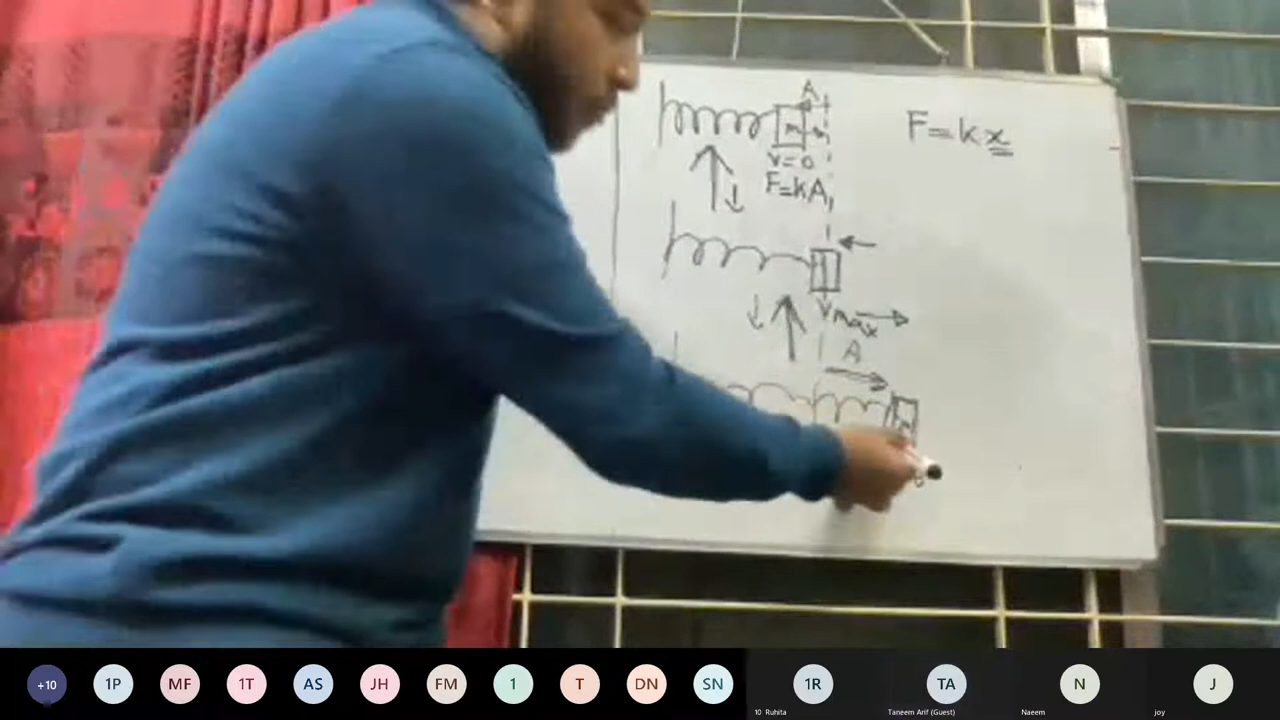 A
m
F=kx
v=0
F=kA
Vmax
A
+10
1P
MF
1T
AS
JH
FM
1
T
DN
SN
1R
TA
N
J
10 Ruhita
Taneem Arif (Guest)
Naeem
joy